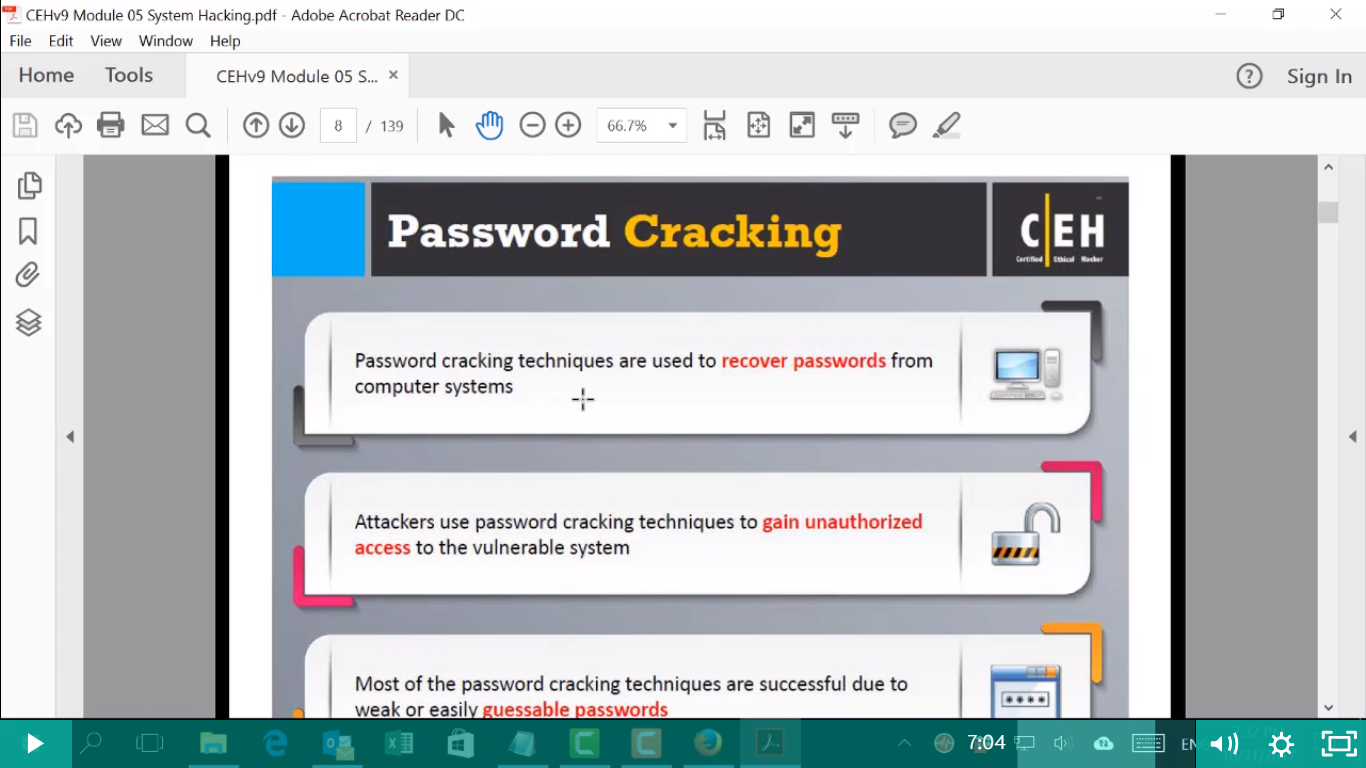 CEHv9 Module 05 System Hacking.pdf - Adobe Acrobat Reader DC
File Edit View Window Help
Home Tools CEHv9 Module 05 S... Sign In
8 / 139 66.7%
Password Cracking
CEH
Certified Ethical Hacker
Password cracking techniques are used to recover passwords from
computer systems
Attackers use password cracking techniques to gain unauthorized
access to the vulnerable system
Most of the password cracking techniques are successful due to
weak or easily guessable passwords
7:04